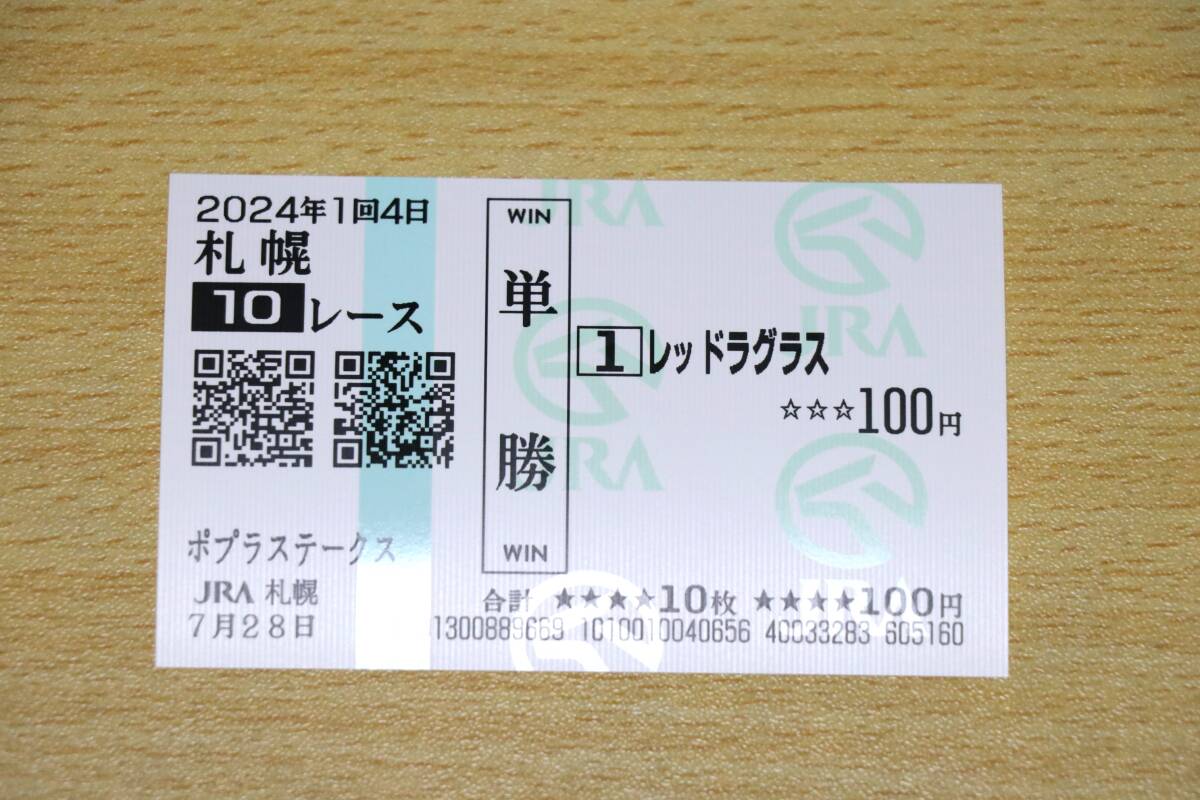 2024年1回4日
札幌
10レース
ポプラステークス
JRA 札幌
7月28日
WIN
単勝
WIN
1 レッドラグラス
☆☆☆100円
合計 ★★★★10枚 ★★★★100円
1300889669 1010010040656 40033283 605160
JRA
JRA
JRA
JRA